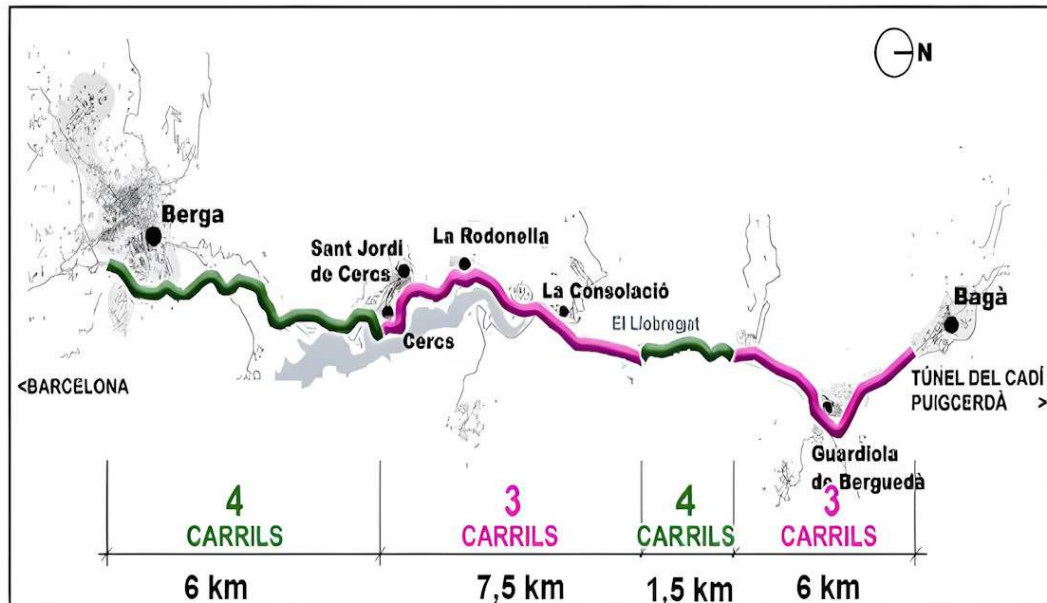 N
Berga
Sant Jordi
de Cercs
La Rodonella
La Consolació
El Llobregat
Cercs
Bagà
<BARCELONA
TÚNEL DEL CADÍ
PUIGCERDÀ >
Guardiola
de Berguedà
4
CARRILS
3
CARRILS
4
CARRILS
3
CARRILS
6 km
7,5 km
1,5 km
6 km